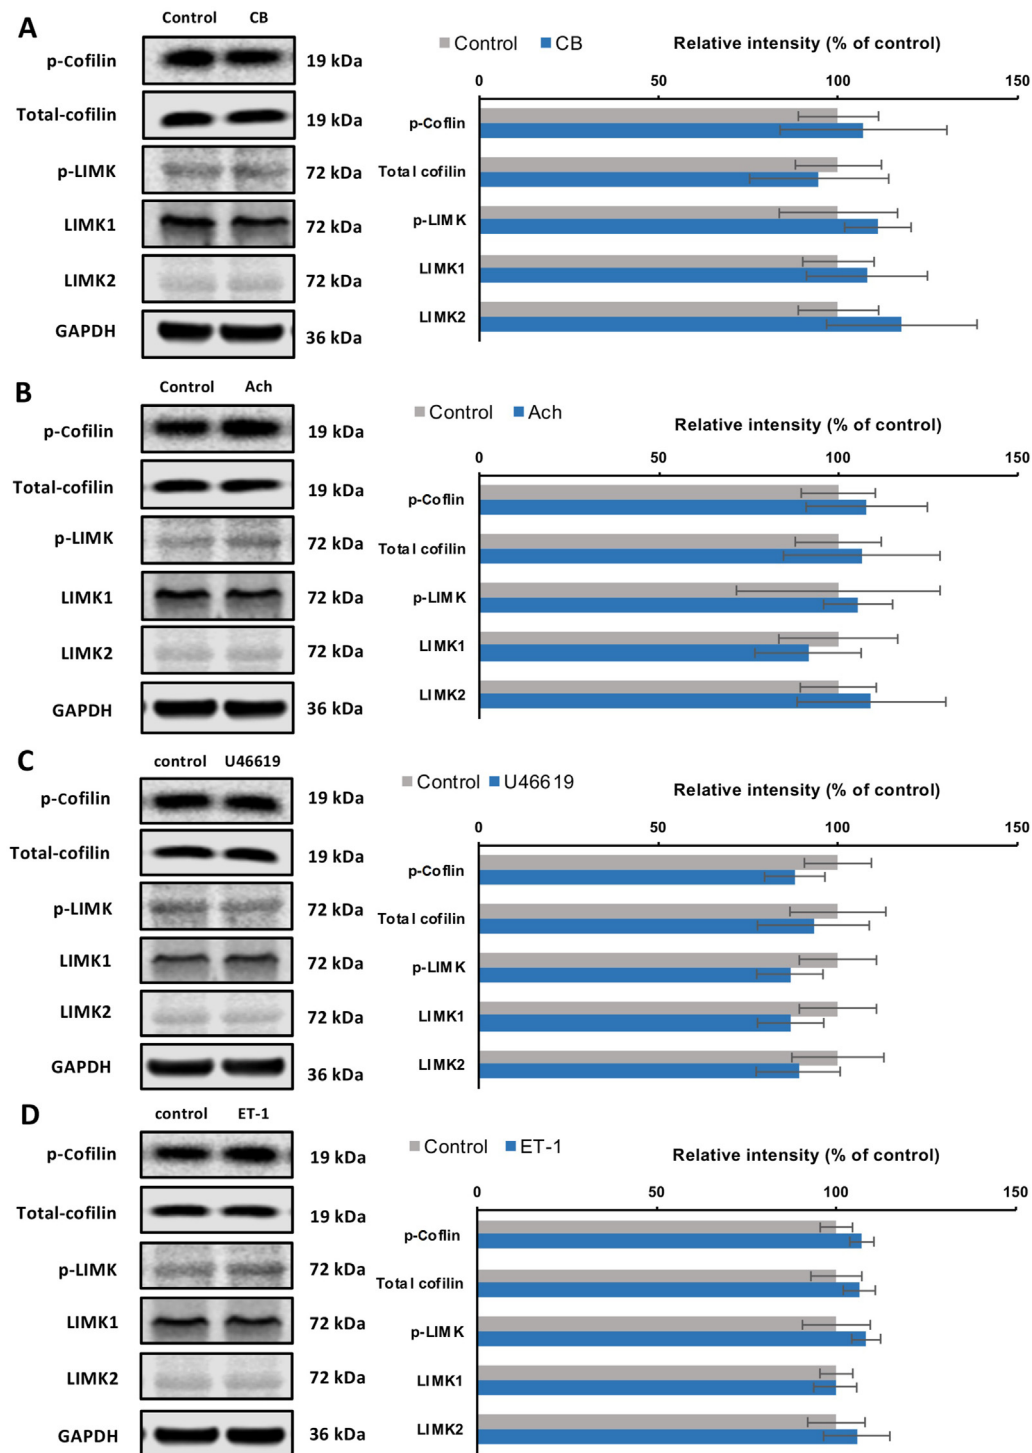 A
Control CB
p-Cofilin 19 kDa
Total-cofilin 19 kDa
p-LIMK 72 kDa
LIMK1 72 kDa
LIMK2 72 kDa
GAPDH 36 kDa
Control CB
Relative intensity (% of control)
0 50 100 150
p-Coflin
Total cofilin
p-LIMK
LIMK1
LIMK2
B
Control Ach
p-Cofilin 19 kDa
Total-cofilin 19 kDa
p-LIMK 72 kDa
LIMK1 72 kDa
LIMK2 72 kDa
GAPDH 36 kDa
Control Ach
Relative intensity (% of control)
0 50 100 150
p-Coflin
Total cofilin
p-LIMK
LIMK1
LIMK2
C
control U46619
p-Cofilin 19 kDa
Total-cofilin 19 kDa
p-LIMK 72 kDa
LIMK1 72 kDa
LIMK2 72 kDa
GAPDH 36 kDa
Control U46619
Relative intensity (% of control)
0 50 100 150
p-Coflin
Total cofilin
p-LIMK
LIMK1
LIMK2
D
control ET-1
p-Cofilin 19 kDa
Total-cofilin 19 kDa
p-LIMK 72 kDa
LIMK1 72 kDa
LIMK2 72 kDa
GAPDH 36 kDa
Control ET-1
Relative intensity (% of control)
0 50 100 150
p-Coflin
Total cofilin
p-LIMK
LIMK1
LIMK2